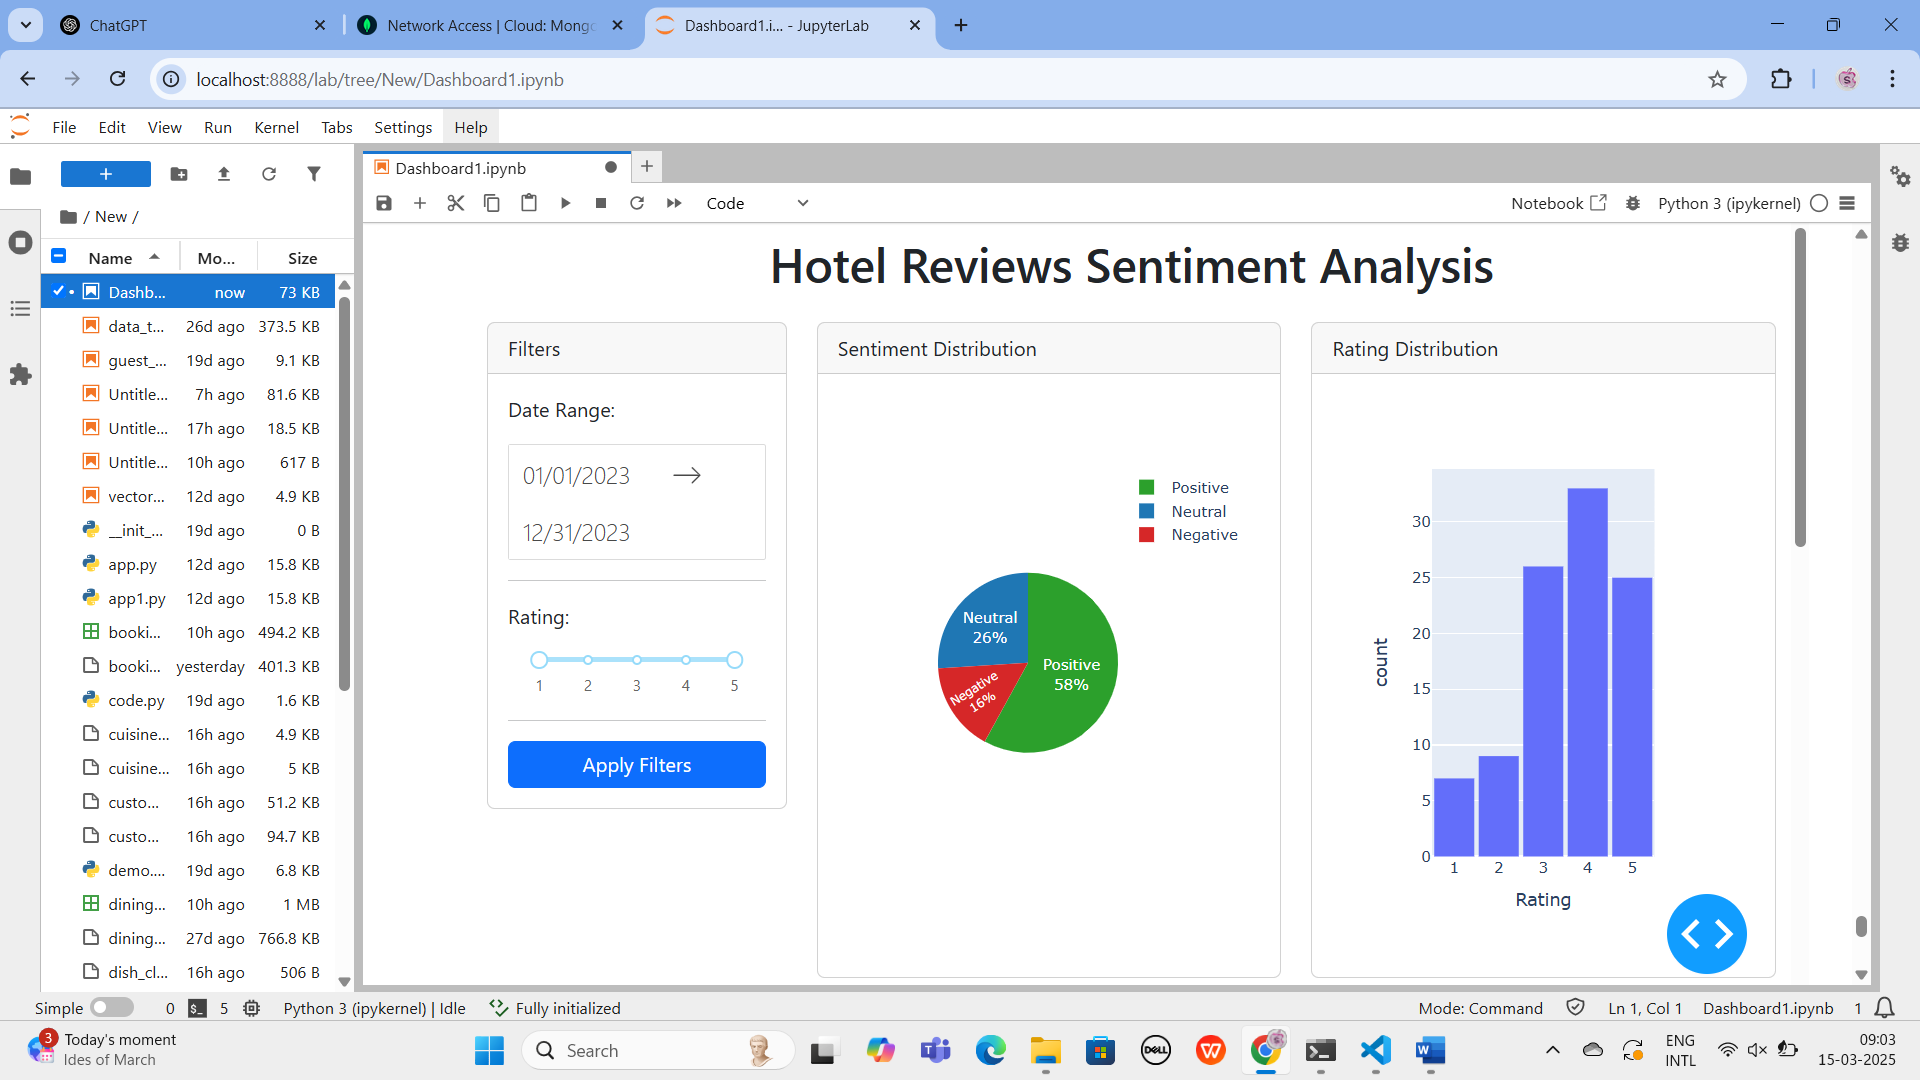 ChatGPT
Network Access | Cloud: Mong
Dashboard1.i... - JupyterLab
localhost:8888/lab/tree/New/Dashboard1.ipynb
File Edit View Run Kernel Tabs Settings Help
Dashboard1.ipynb
/ New /
Code
Notebook
Python 3 (ipykernel)
Name Mo... Size
Dashb... now 73 KB
data_t... 26d ago 373.5 KB
guest_... 19d ago 9.1 KB
Untitle... 7h ago 81.6 KB
Untitle... 17h ago 18.5 KB
Untitle... 10h ago 617 B
vector... 12d ago 4.9 KB
__init_... 19d ago 0 B
app.py 12d ago 15.8 KB
app1.py 12d ago 15.8 KB
booki... 10h ago 494.2 KB
booki... yesterday 401.3 KB
code.py 19d ago 1.6 KB
cuisine... 16h ago 4.9 KB
cuisine... 16h ago 5 KB
custo... 16h ago 51.2 KB
custo... 16h ago 94.7 KB
demo.... 19d ago 6.8 KB
dining... 10h ago 1 MB
dining... 27d ago 766.8 KB
dish_cl... 16h ago 506 B
Hotel Reviews Sentiment Analysis
Filters
Date Range:
01/01/2023 →
12/31/2023
Rating:
1 2 3 4 5
Apply Filters
Sentiment Distribution
Positive
Neutral
Negative
Neutral
26%
Positive
58%
Negative
16%
Rating Distribution
30
25
20
15
10
5
0
count
1 2 3 4 5
Rating
Simple 0 $_ 5 Python 3 (ipykernel) | Idle Fully initialized
Mode: Command Ln 1, Col 1 Dashboard1.ipynb 1
3
Today's moment
Ides of March
Search
DELL
ENG
INTL
09:03
15-03-2025